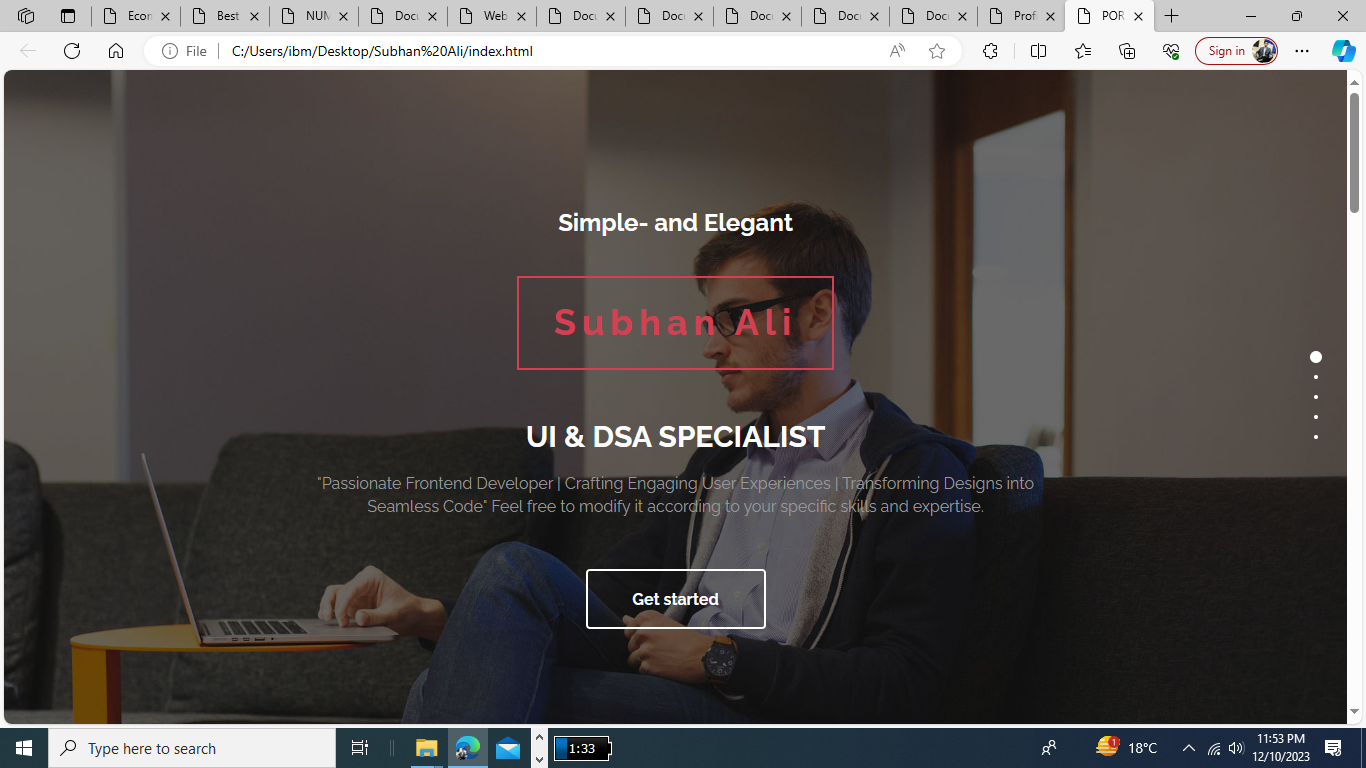 Econ
Best
NUM
Docu
Web
Docu
Docu
Docu
Docu
Docu
Profi
POR
File
C:/Users/ibm/Desktop/Subhan%20Ali/index.html
Sign in
Simple- and Elegant
Subhan Ali
UI & DSA SPECIALIST
"Passionate Frontend Developer | Crafting Engaging User Experiences | Transforming Designs into
Seamless Code" Feel free to modify it according to your specific skills and expertise.
Get started
Type here to search
1:33
1
18°C
11:53 PM
12/10/2023